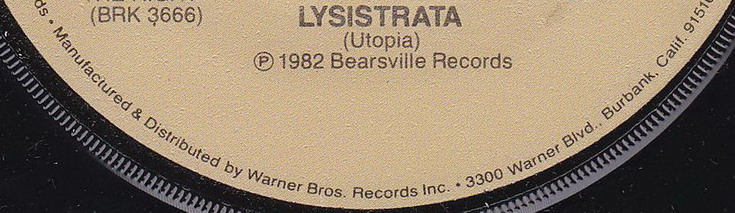 (BRK 3666)
LYSISTRATA
(Utopia)
Ⓟ 1982 Bearsville Records
• Manufactured & Distributed by Warner Bros. Records Inc. • 3300 Warner Blvd., Burbank, Calif.